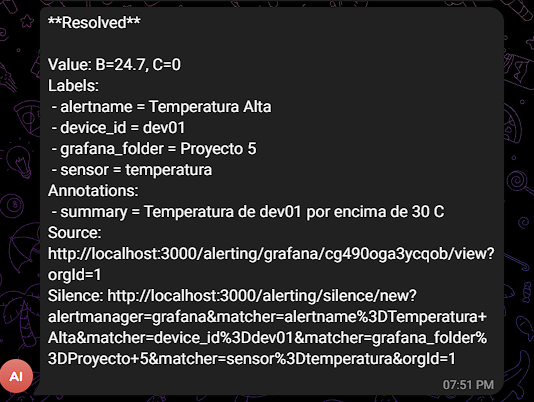 **Resolved**
Value: B=24.7, C=0
Labels:
- alertname = Temperatura Alta
- device_id = dev01
- grafana_folder = Proyecto 5
- sensor = temperatura
Annotations:
- summary = Temperatura de dev01 por encima de 30 C
Source:
http://localhost:3000/alerting/grafana/cg490oga3ycqob/view?
orgId=1
Silence: http://localhost:3000/alerting/silence/new?
alertmanager=grafana&matcher=alertname%3DTemperatura+
Alta&matcher=device_id%3Ddev01&matcher=grafana_folder%
3DProyecto+5&matcher=sensor%3Dtemperatura&orgId=1
AI
07:51 PM